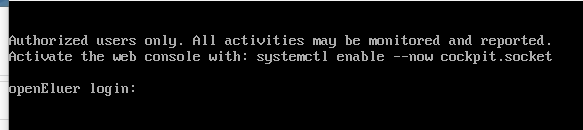 Authorized users only. All activities may be monitored and reported.
Activate the web console with: systemctl enable --now cockpit.socket
openEluer login: